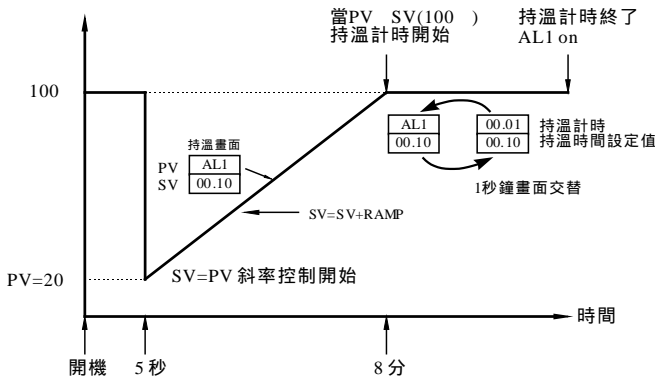 當PV SV(100 )
持溫計時開始
持溫計時終了
AL1 on
100
AL1
00.10
00.01
00.10
持溫計時
持溫時間設定值
持溫畫面
PV
SV
AL1
00.10
1秒鐘畫面交替
SV=SV+RAMP
PV=20
SV=PV 斜率控制開始
時間
開機
5 秒
8 分